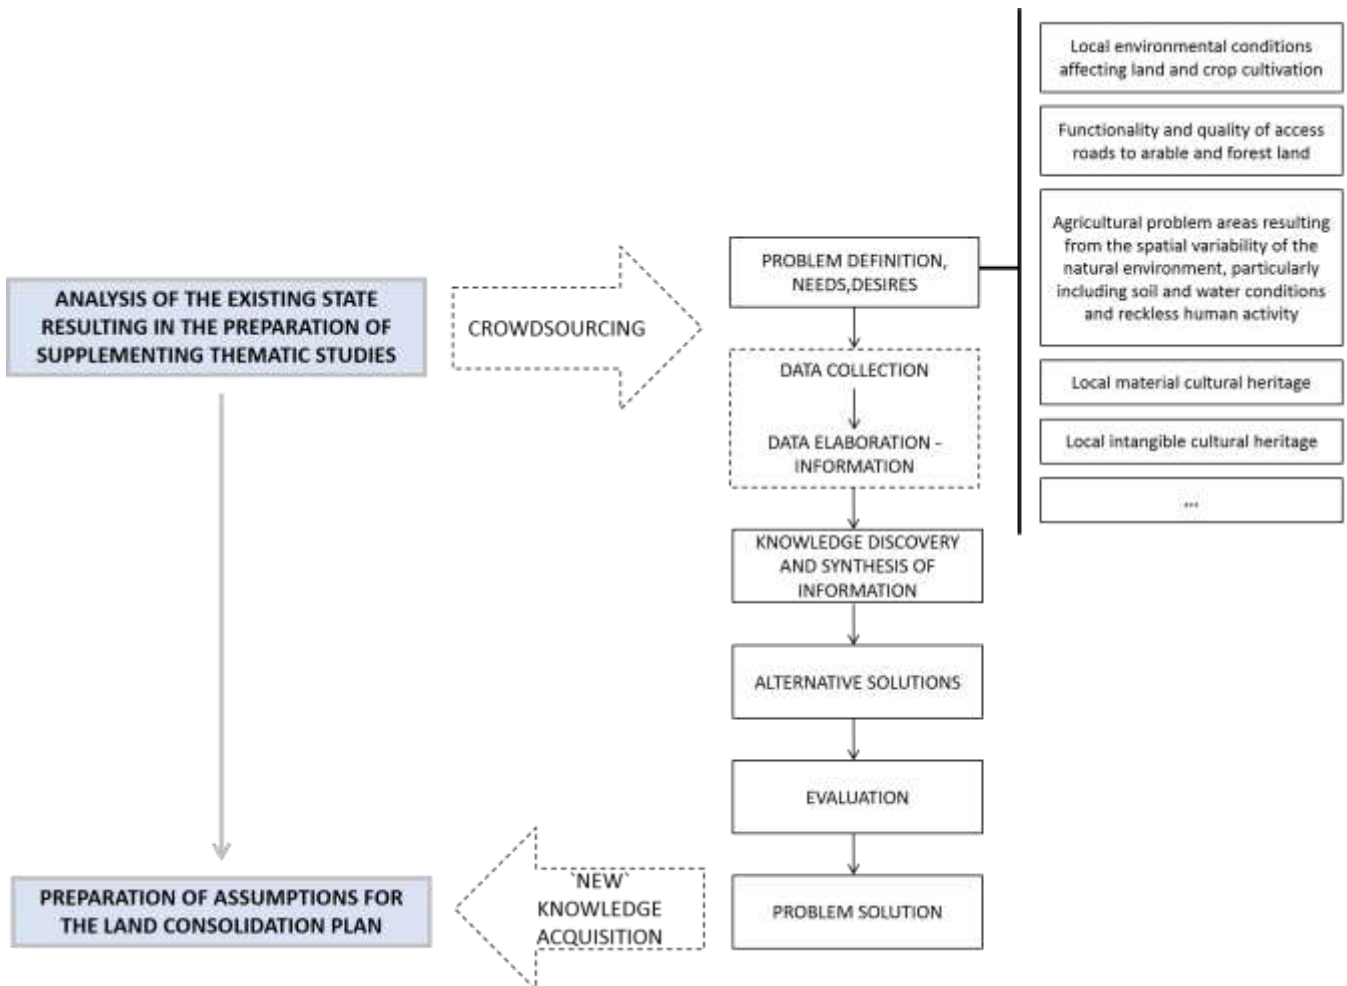 Local environmental conditions
affecting land and crop cultivation
Functionality and quality of access
roads to arable and forest land
Agricultural problem areas resulting
from the spatial variability of the
natural environment, particularly
including soil and water conditions
and reckless human activity
Local material cultural heritage
Local intangible cultural heritage
...
ANALYSIS OF THE EXISTING STATE
RESULTING IN THE PREPARATION OF
SUPPLEMENTING THEMATIC STUDIES
CROWDSOURCING
PROBLEM DEFINITION,
NEEDS,DESIRES
DATA COLLECTION
DATA ELABORATION -
INFORMATION
KNOWLEDGE DISCOVERY
AND SYNTHESIS OF
INFORMATION
ALTERNATIVE SOLUTIONS
EVALUATION
PROBLEM SOLUTION
`NEW`
KNOWLEDGE
ACQUISITION
PREPARATION OF ASSUMPTIONS FOR
THE LAND CONSOLIDATION PLAN